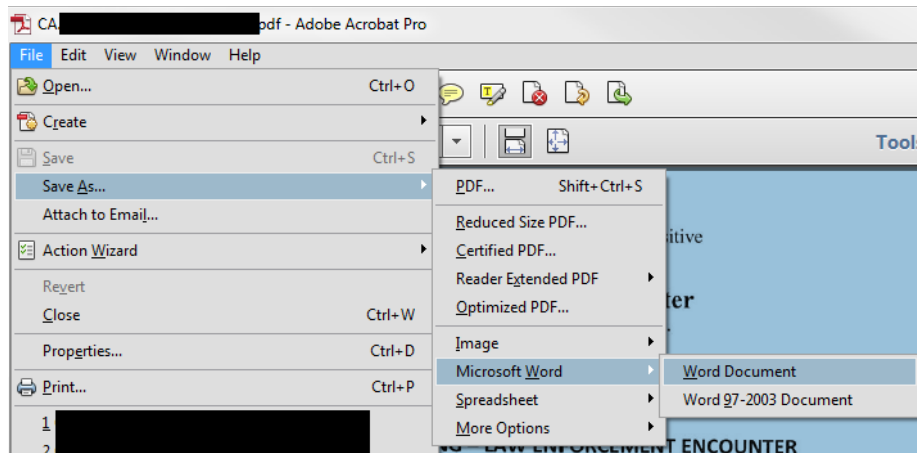 CA. pdf - Adobe Acrobat Pro
File Edit View Window Help
Open... Ctrl+O
Create
Save Ctrl+S
Tools
Save As...
PDF... Shift+Ctrl+S
Attach to Email...
Reduced Size PDF...
Action Wizard
Certified PDF...
Revert
Reader Extended PDF
Close Ctrl+W
Optimized PDF...
Properties... Ctrl+D
Image
Microsoft Word
Word Document
Print... Ctrl+P
Spreadsheet
Word 97-2003 Document
1
More Options
2
LAW ENFORCEMENT ENCOUNTER